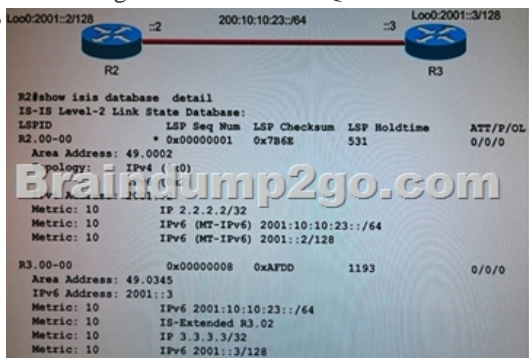 Loo0:2001::2/128
200:10:10:23::/64
Loo0:2001::3/128
::2
::3
R2
R3
R2#show isis database detail
IS-IS Level-2 Link State Database:
LSPID LSP Seq Num LSP Checksum LSP Holdtime ATT/P/OL
R2.00-00 * 0x00000001 0x7B6E 531 0/0/0
Area Address: 49.0002
Topology: IPv4
Braindump2go.com
Metric: 10 IP 2.2.2.2/32
Metric: 10 IPv6 (MT-IPv6) 2001:10:10:23::/64
Metric: 10 IPv6 (MT-IPv6) 2001::2/128
R3.00-00 0x00000008 0xAFDD 1193 0/0/0
Area Address: 49.0345
IPv6 Address: 2001::3
Metric: 10 IPv6 2001:10:10:23::/64
Metric: 10 IS-Extended R3.02
Metric: 10 IP 3.3.3.3/32
Metric: 10 IPv6 2001::3/128